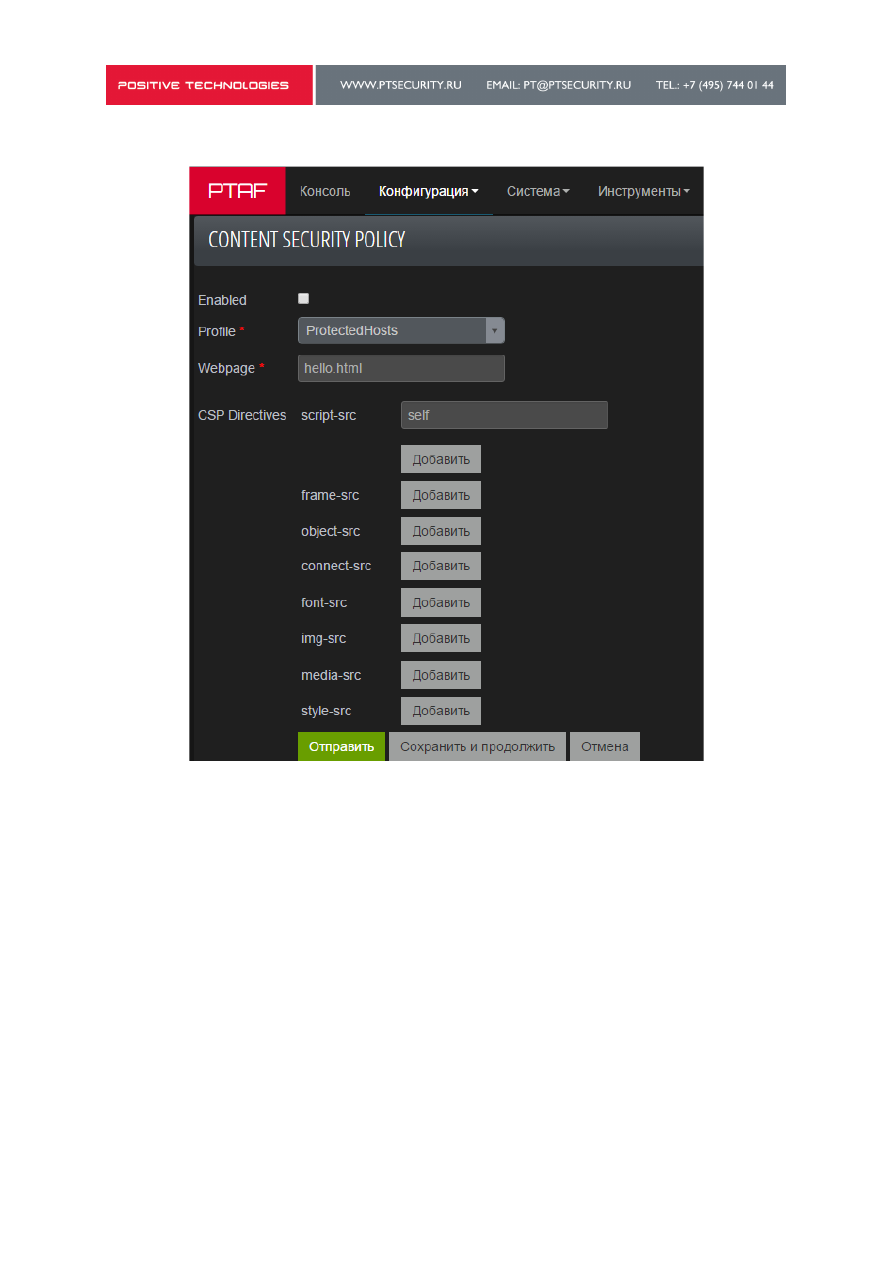 POSITIVE TECHNOLOGIES WWW.PTSECURITY.RU EMAIL: PT@PTSECURITY.RU TEL.: +7 (495) 744 01 44
PTAF Консоль Конфигурация Система Инструменты
CONTENT SECURITY POLICY
Enabled
Profile * ProtectedHosts
Webpage * hello.html
CSP Directives script-src self
Добавить
frame-src Добавить
object-src Добавить
connect-src Добавить
font-src Добавить
img-src Добавить
media-src Добавить
style-src Добавить
Отправить Сохранить и продолжить Отмена